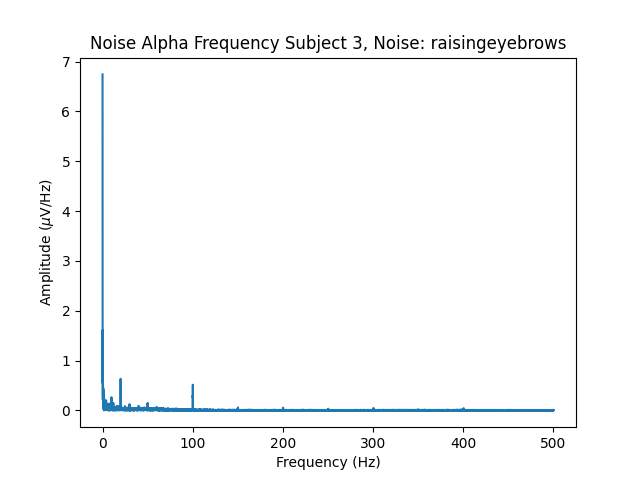 Noise Alpha Frequency Subject 3, Noise: raisingeyebrows
7
6
5
4
3
2
1
0
Amplitude (μV/Hz)
0 100 200 300 400 500
Frequency (Hz)